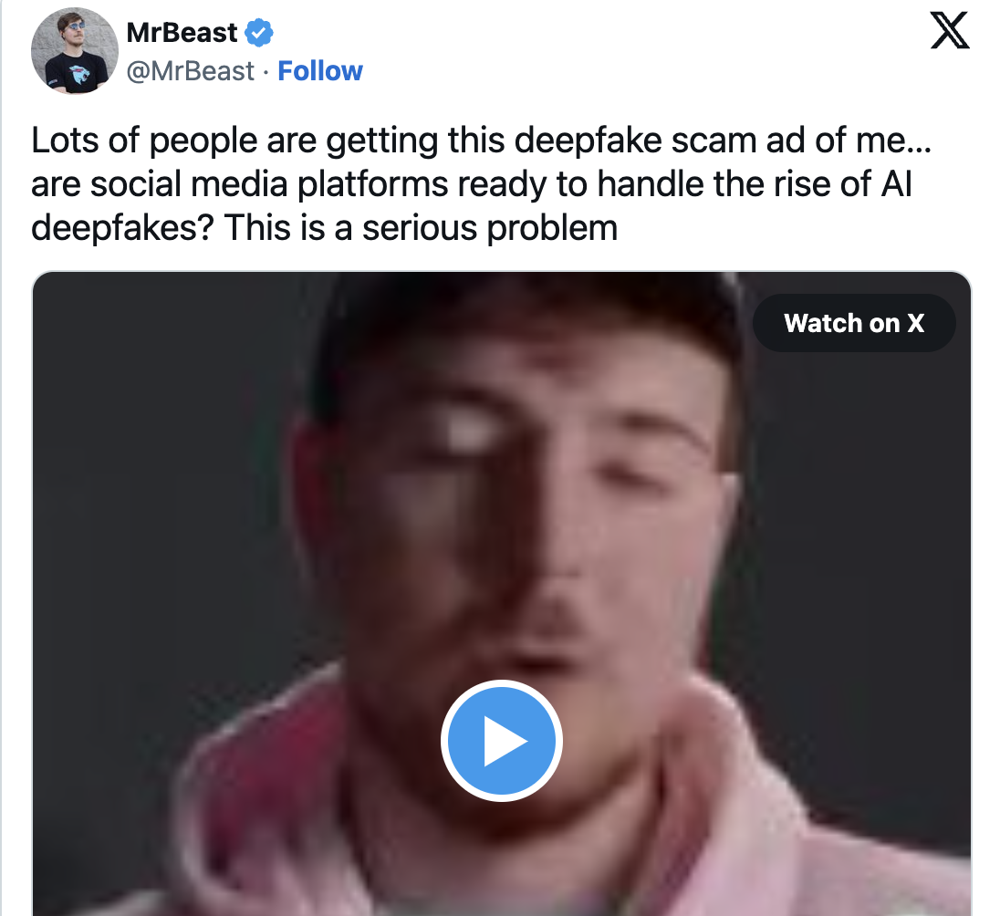 MrBeast
@MrBeast · Follow
Lots of people are getting this deepfake scam ad of me...
are social media platforms ready to handle the rise of AI
deepfakes? This is a serious problem
Watch on X